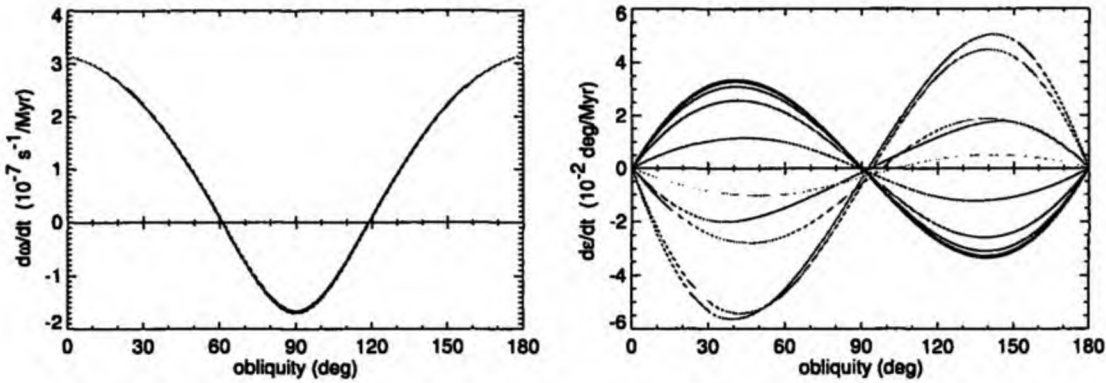 dω/dt (10⁻⁷ s⁻¹/Myr)
4
3
2
1
0
-1
-2
0 30 60 90 120 150 180
obliquity (deg)
dε/dt (10⁻² deg/Myr)
6
4
2
0
-2
-4
-6
0 30 60 90 120 150 180
obliquity (deg)